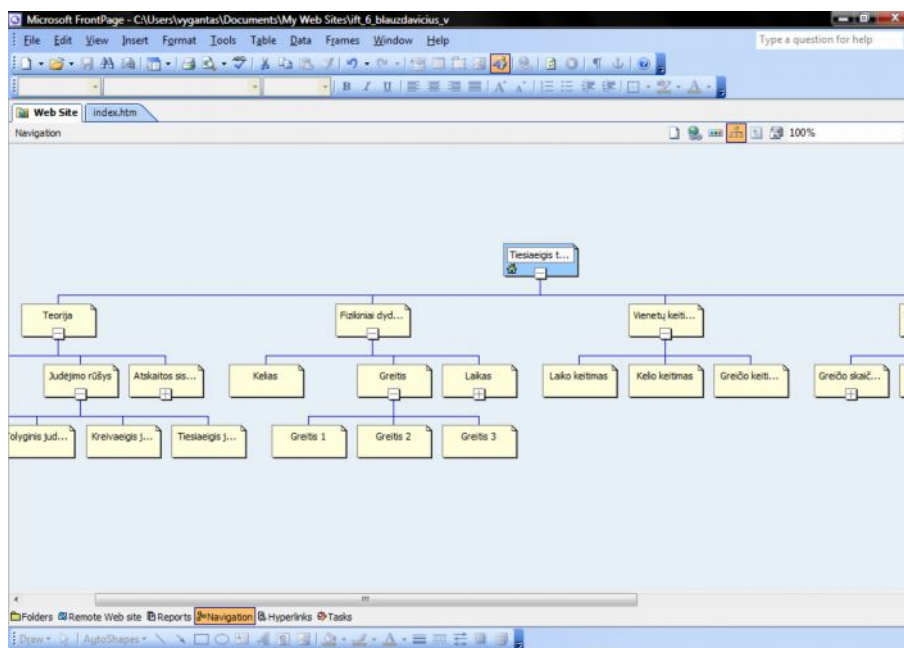 Microsoft FrontPage - C:\Users\vygantas\Documents\My Web Sites\ift_6_blauzdavicius_v
File Edit View Insert Format Tools Table Data Frames Window Help
Type a question for help
B I U A A A
Web Site index.htm
Navigation 100%
Tiesiaeigis t...
Teorija Fizikiniai dyd... Vienetų keiti...
Judėjimo rūšys Atskaitos sis... Kelias Greitis Laikas Laiko keitimas Kelio keitimas Greičio keiti... Greičio skaič...
olyginis jud... Kreivaeigis j... Tiesiaeigis j... Greitis 1 Greitis 2 Greitis 3
Folders Remote Web site Reports Navigation Hyperlinks Tasks
Draw AutoShapes A